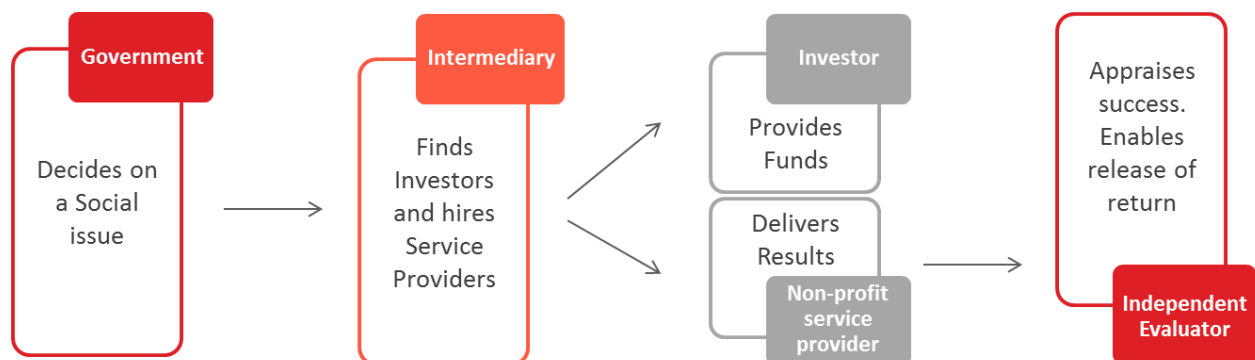 Government
Decides on
a Social
issue
Intermediary
Finds
Investors
and hires
Service
Providers
Investor
Provides
Funds
Delivers
Results
Non-profit
service
provider
Appraises
success.
Enables
release of
return
Independent
Evaluator